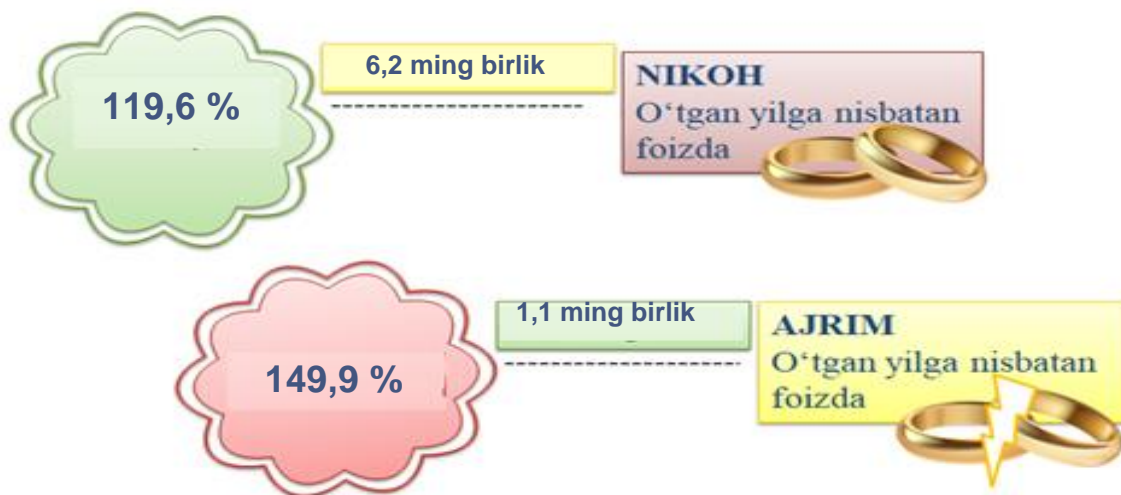 119,6 %
6,2 ming birlik
NIKOH
O‘tgan yilga nisbatan
foizda
149,9 %
1,1 ming birlik
AJRIM
O‘tgan yilga nisbatan
foizda